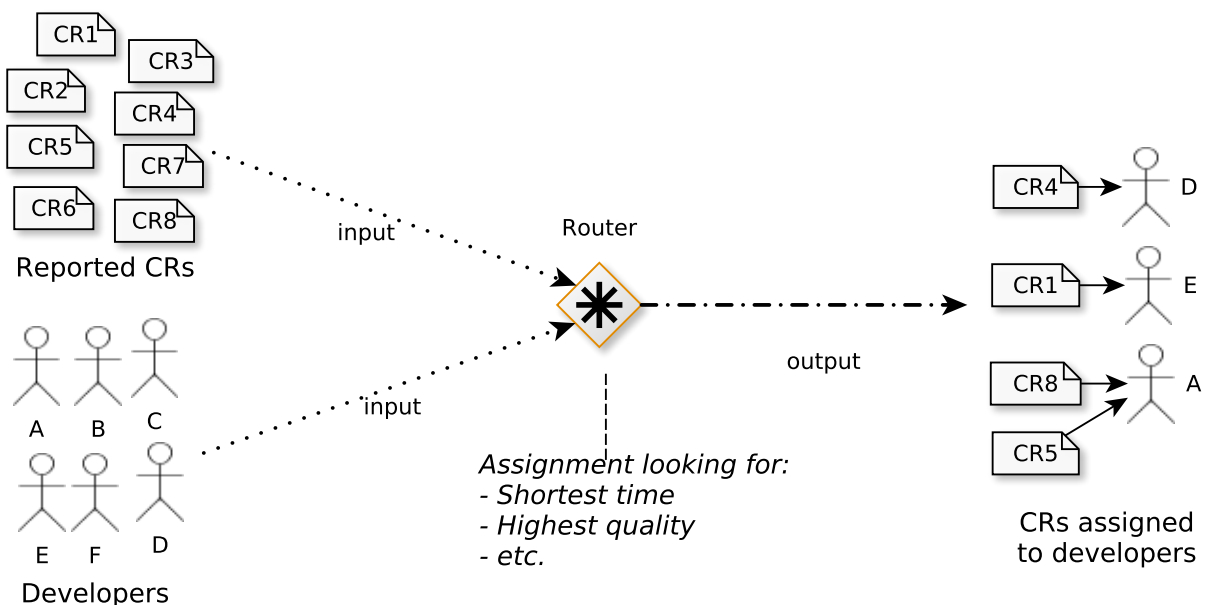 CR1
CR3
CR2
CR4
CR5
CR7
CR6
CR8
Reported CRs
input
A
B
C
E
F
D
Developers
input
Router
Assignment looking for:
- Shortest time
- Highest quality
- etc.
output
CR4
D
CR1
E
CR8
A
CR5
CRs assigned
to developers